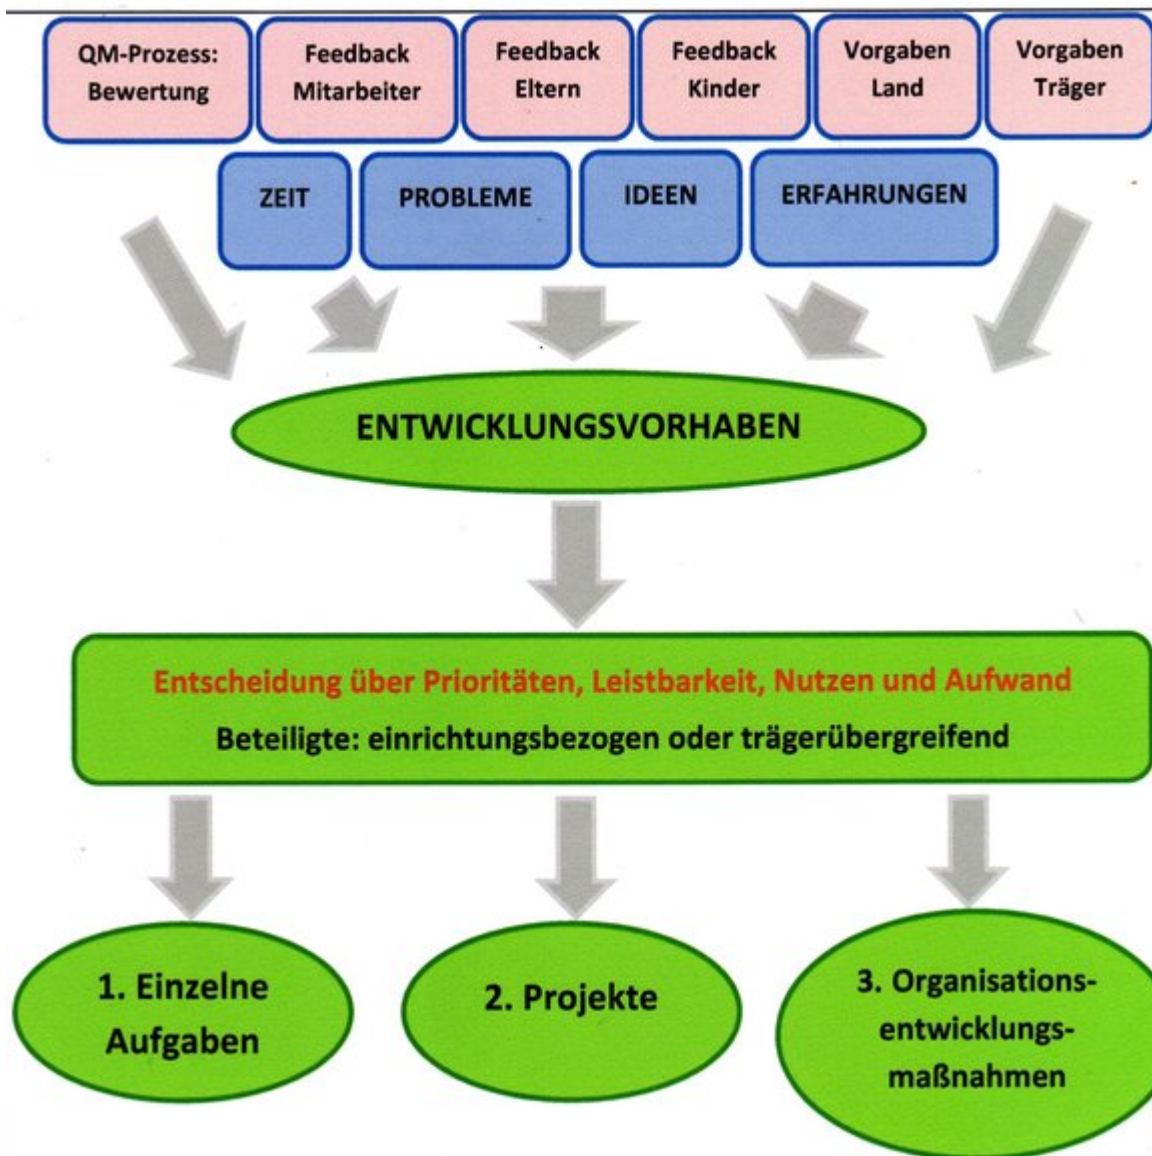 QM-Prozess:
Bewertung
Feedback
Mitarbeiter
Feedback
Eltern
Feedback
Kinder
Vorgaben
Land
Vorgaben
Träger
ZEIT
PROBLEME
IDEEN
ERFAHRUNGEN
ENTWICKLUNGSVORHABEN
Entscheidung über Prioritäten, Leistbarkeit, Nutzen und Aufwand
Beteiligte: einrichtungsbezogen oder trägerübergreifend
1. Einzelne
Aufgaben
2. Projekte
3. Organisations-
entwicklungs-
maßnahmen